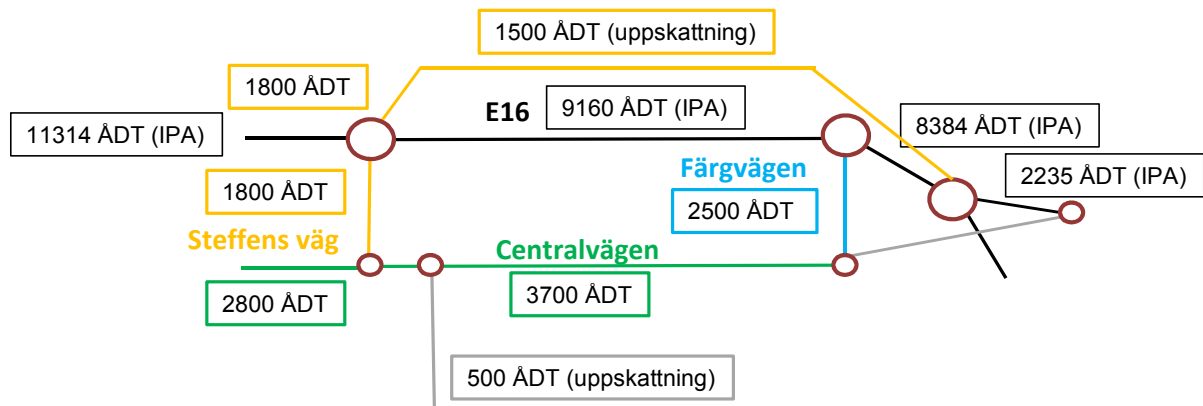 1500 ÅDT (uppskattning)
1800 ÅDT
11314 ÅDT (IPA)
E16
9160 ÅDT (IPA)
8384 ÅDT (IPA)
1800 ÅDT
Färgvägen
2235 ÅDT (IPA)
2500 ÅDT
Steffens väg
Centralvägen
2800 ÅDT
3700 ÅDT
500 ÅDT (uppskattning)